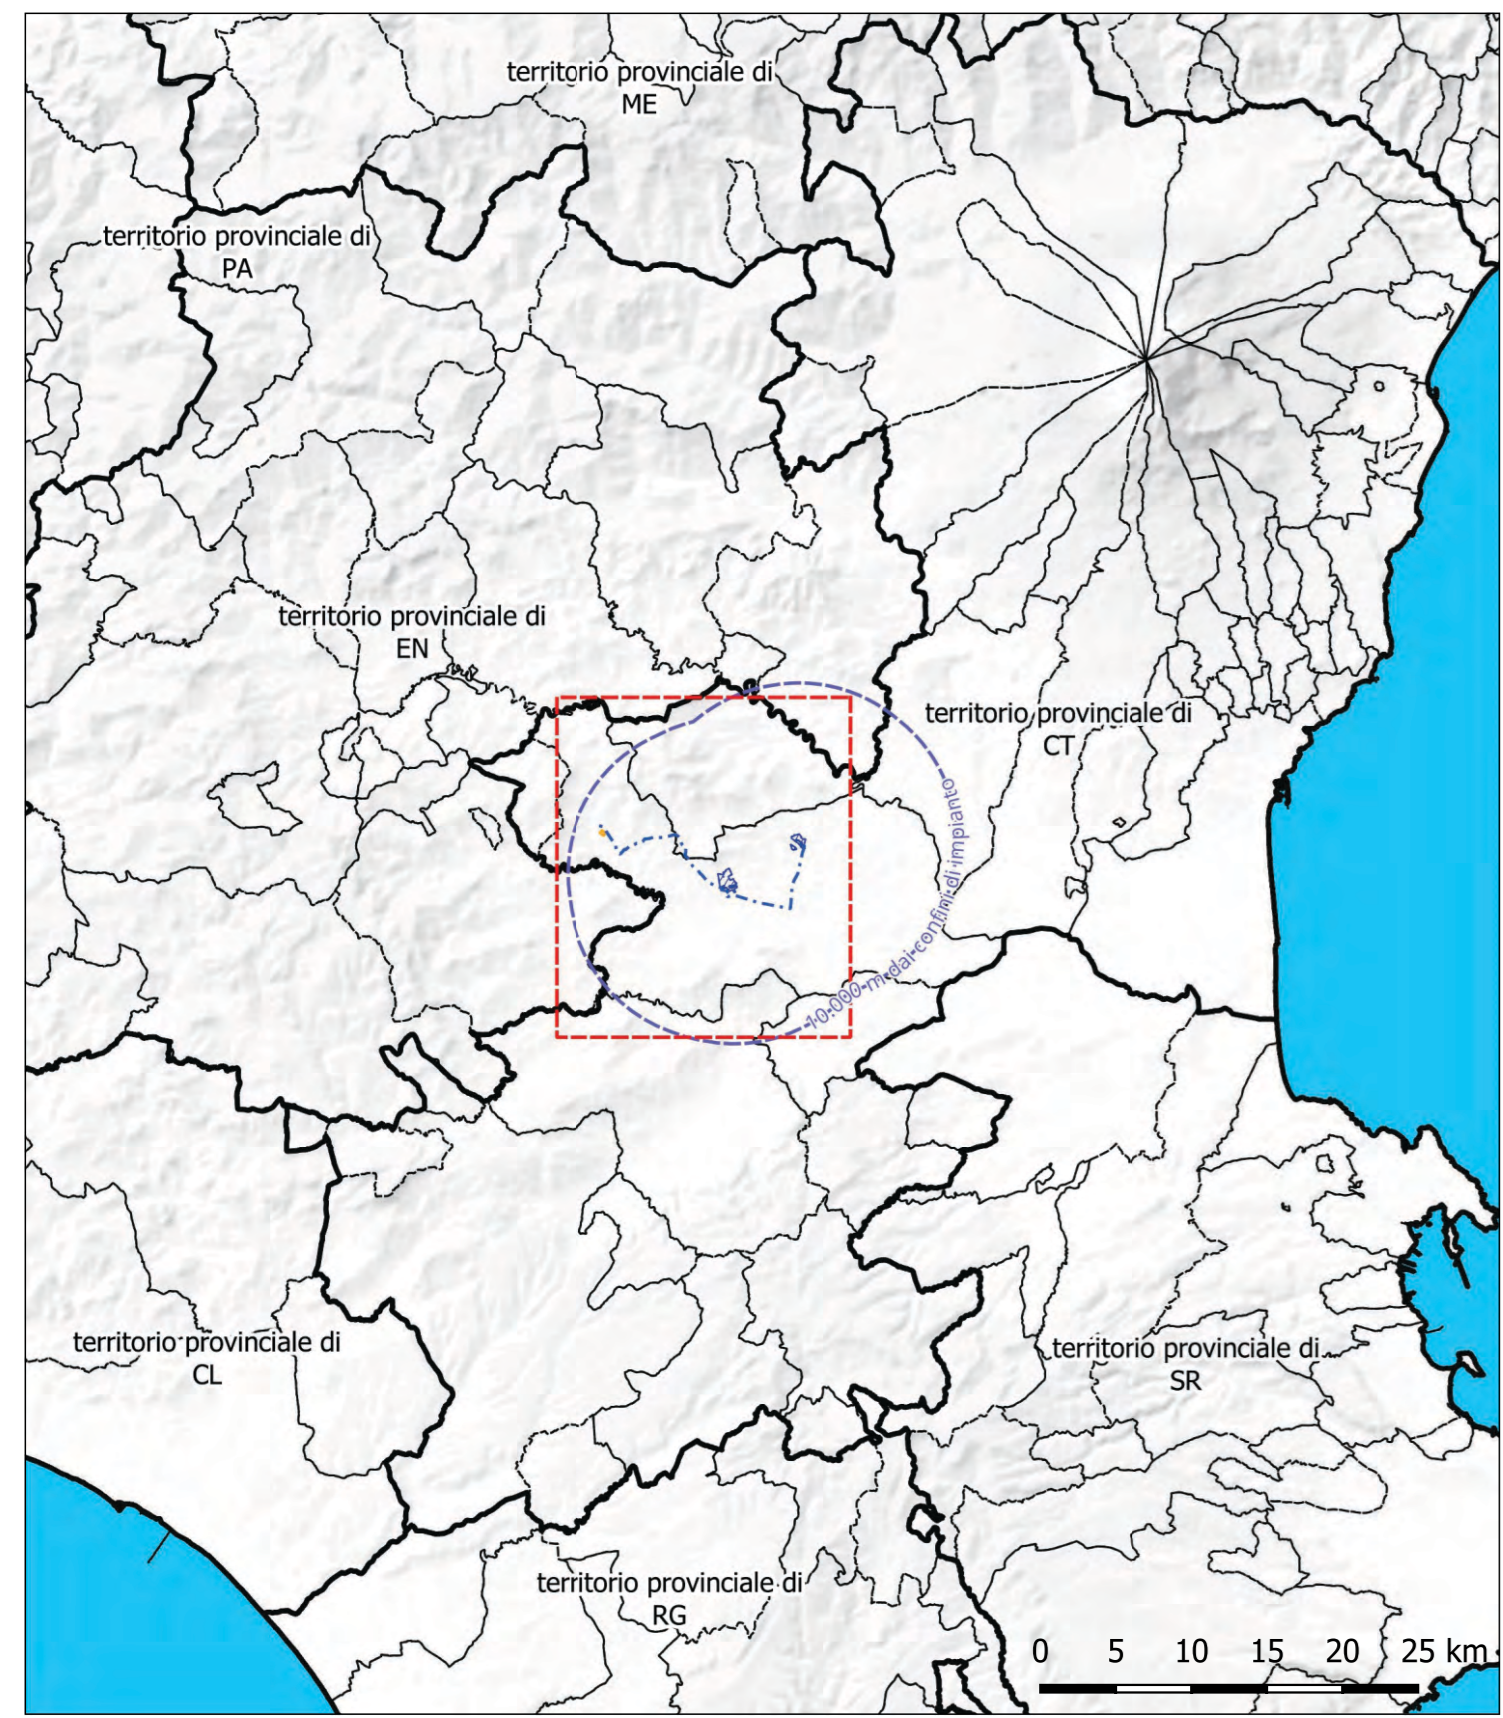 territorio provinciale di
ME
territorio provinciale di
PA
territorio provinciale di
EN
territorio provinciale di
CT
10.000 m dai confini di impianto
territorio provinciale di
CL
territorio provinciale di
SR
territorio provinciale di
RG
0 5 10 15 20 25 km